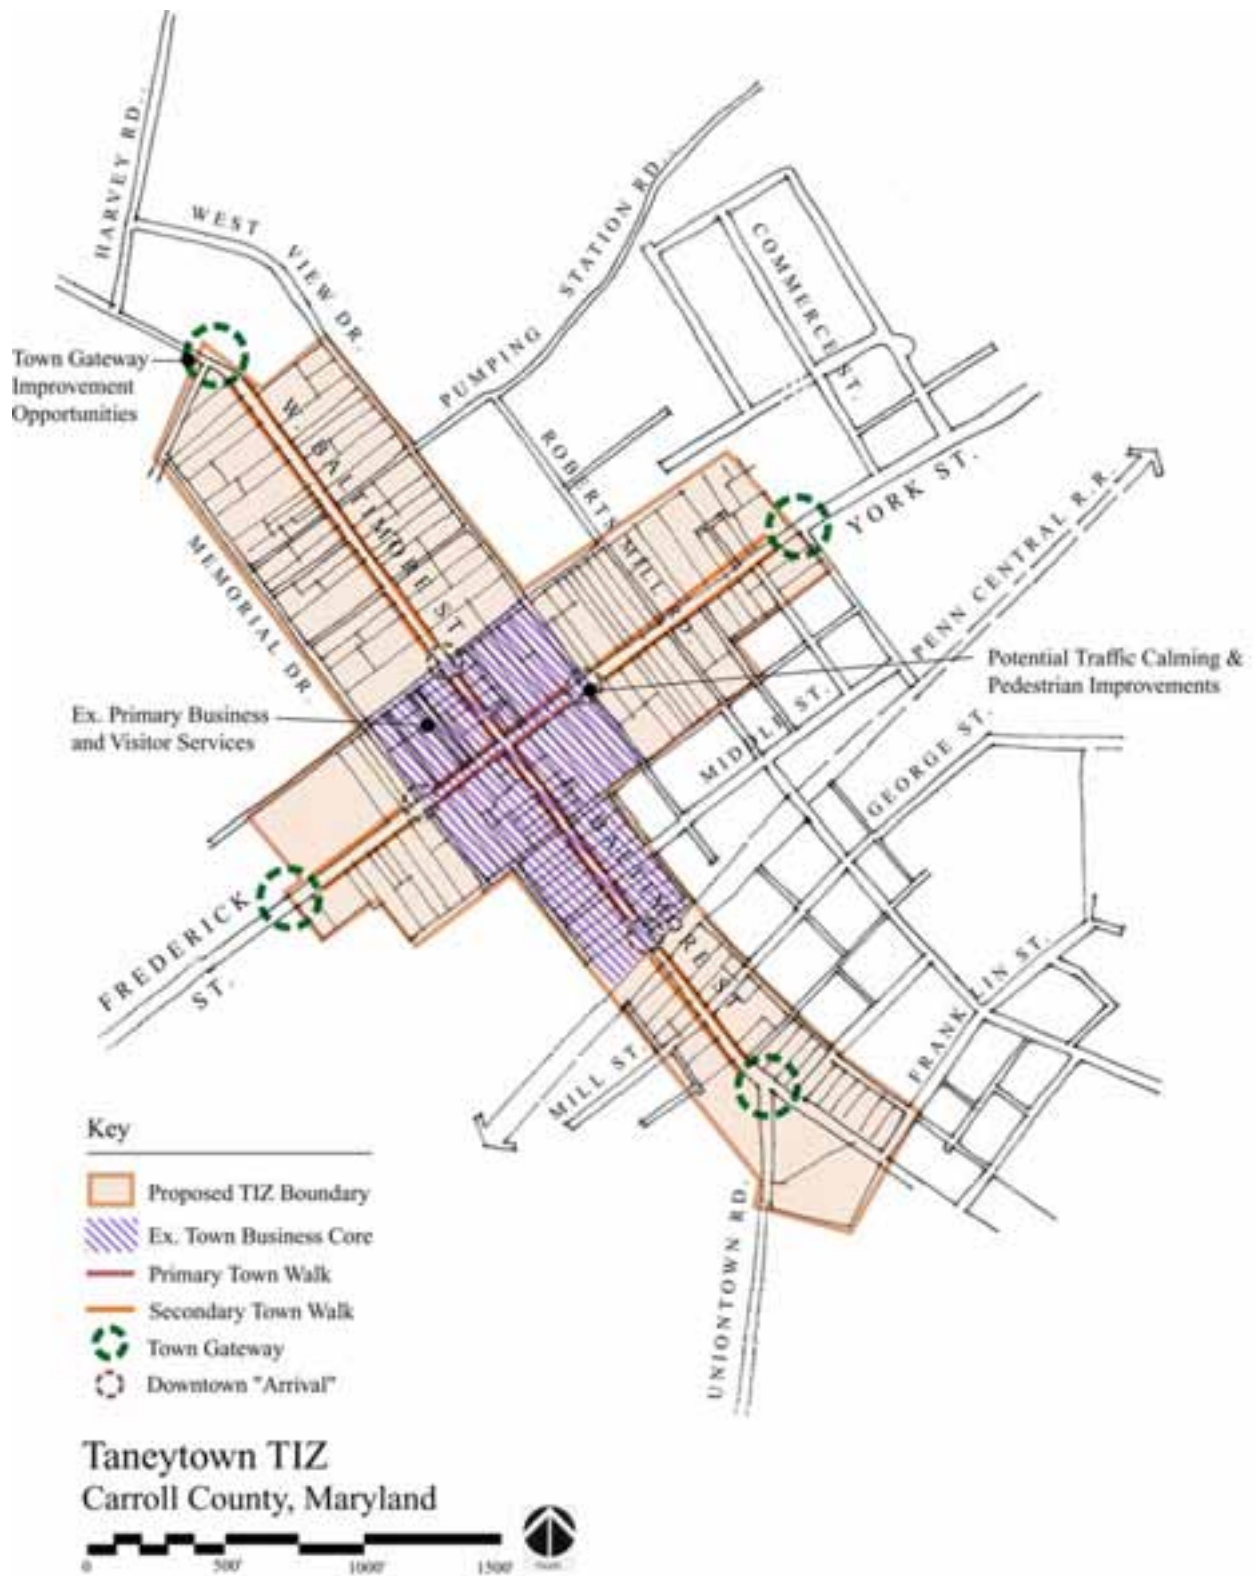 HARVEY RD.
WEST VIEW DR.
PUMPING STATION RD.
COMMERCE ST.
Town Gateway
Improvement
Opportunities
W. BALTIMORE ST.
ROBERTS MILL RD.
YORK ST.
PENN CENTRAL R.R.
MEMORIAL DR.
Potential Traffic Calming &
Pedestrian Improvements
Ex. Primary Business
and Visitor Services
MIDDLE ST.
GEORGE ST.
BALTIMORE ST
FREDERICK
ST.
FRANKLIN ST.
MILL ST.
UNIONTOWN RD.
Key
Proposed TIZ Boundary
Ex. Town Business Core
Primary Town Walk
Secondary Town Walk
Town Gateway
Downtown "Arrival"
Taneytown TIZ
Carroll County, Maryland
0 500' 1000' 1500'